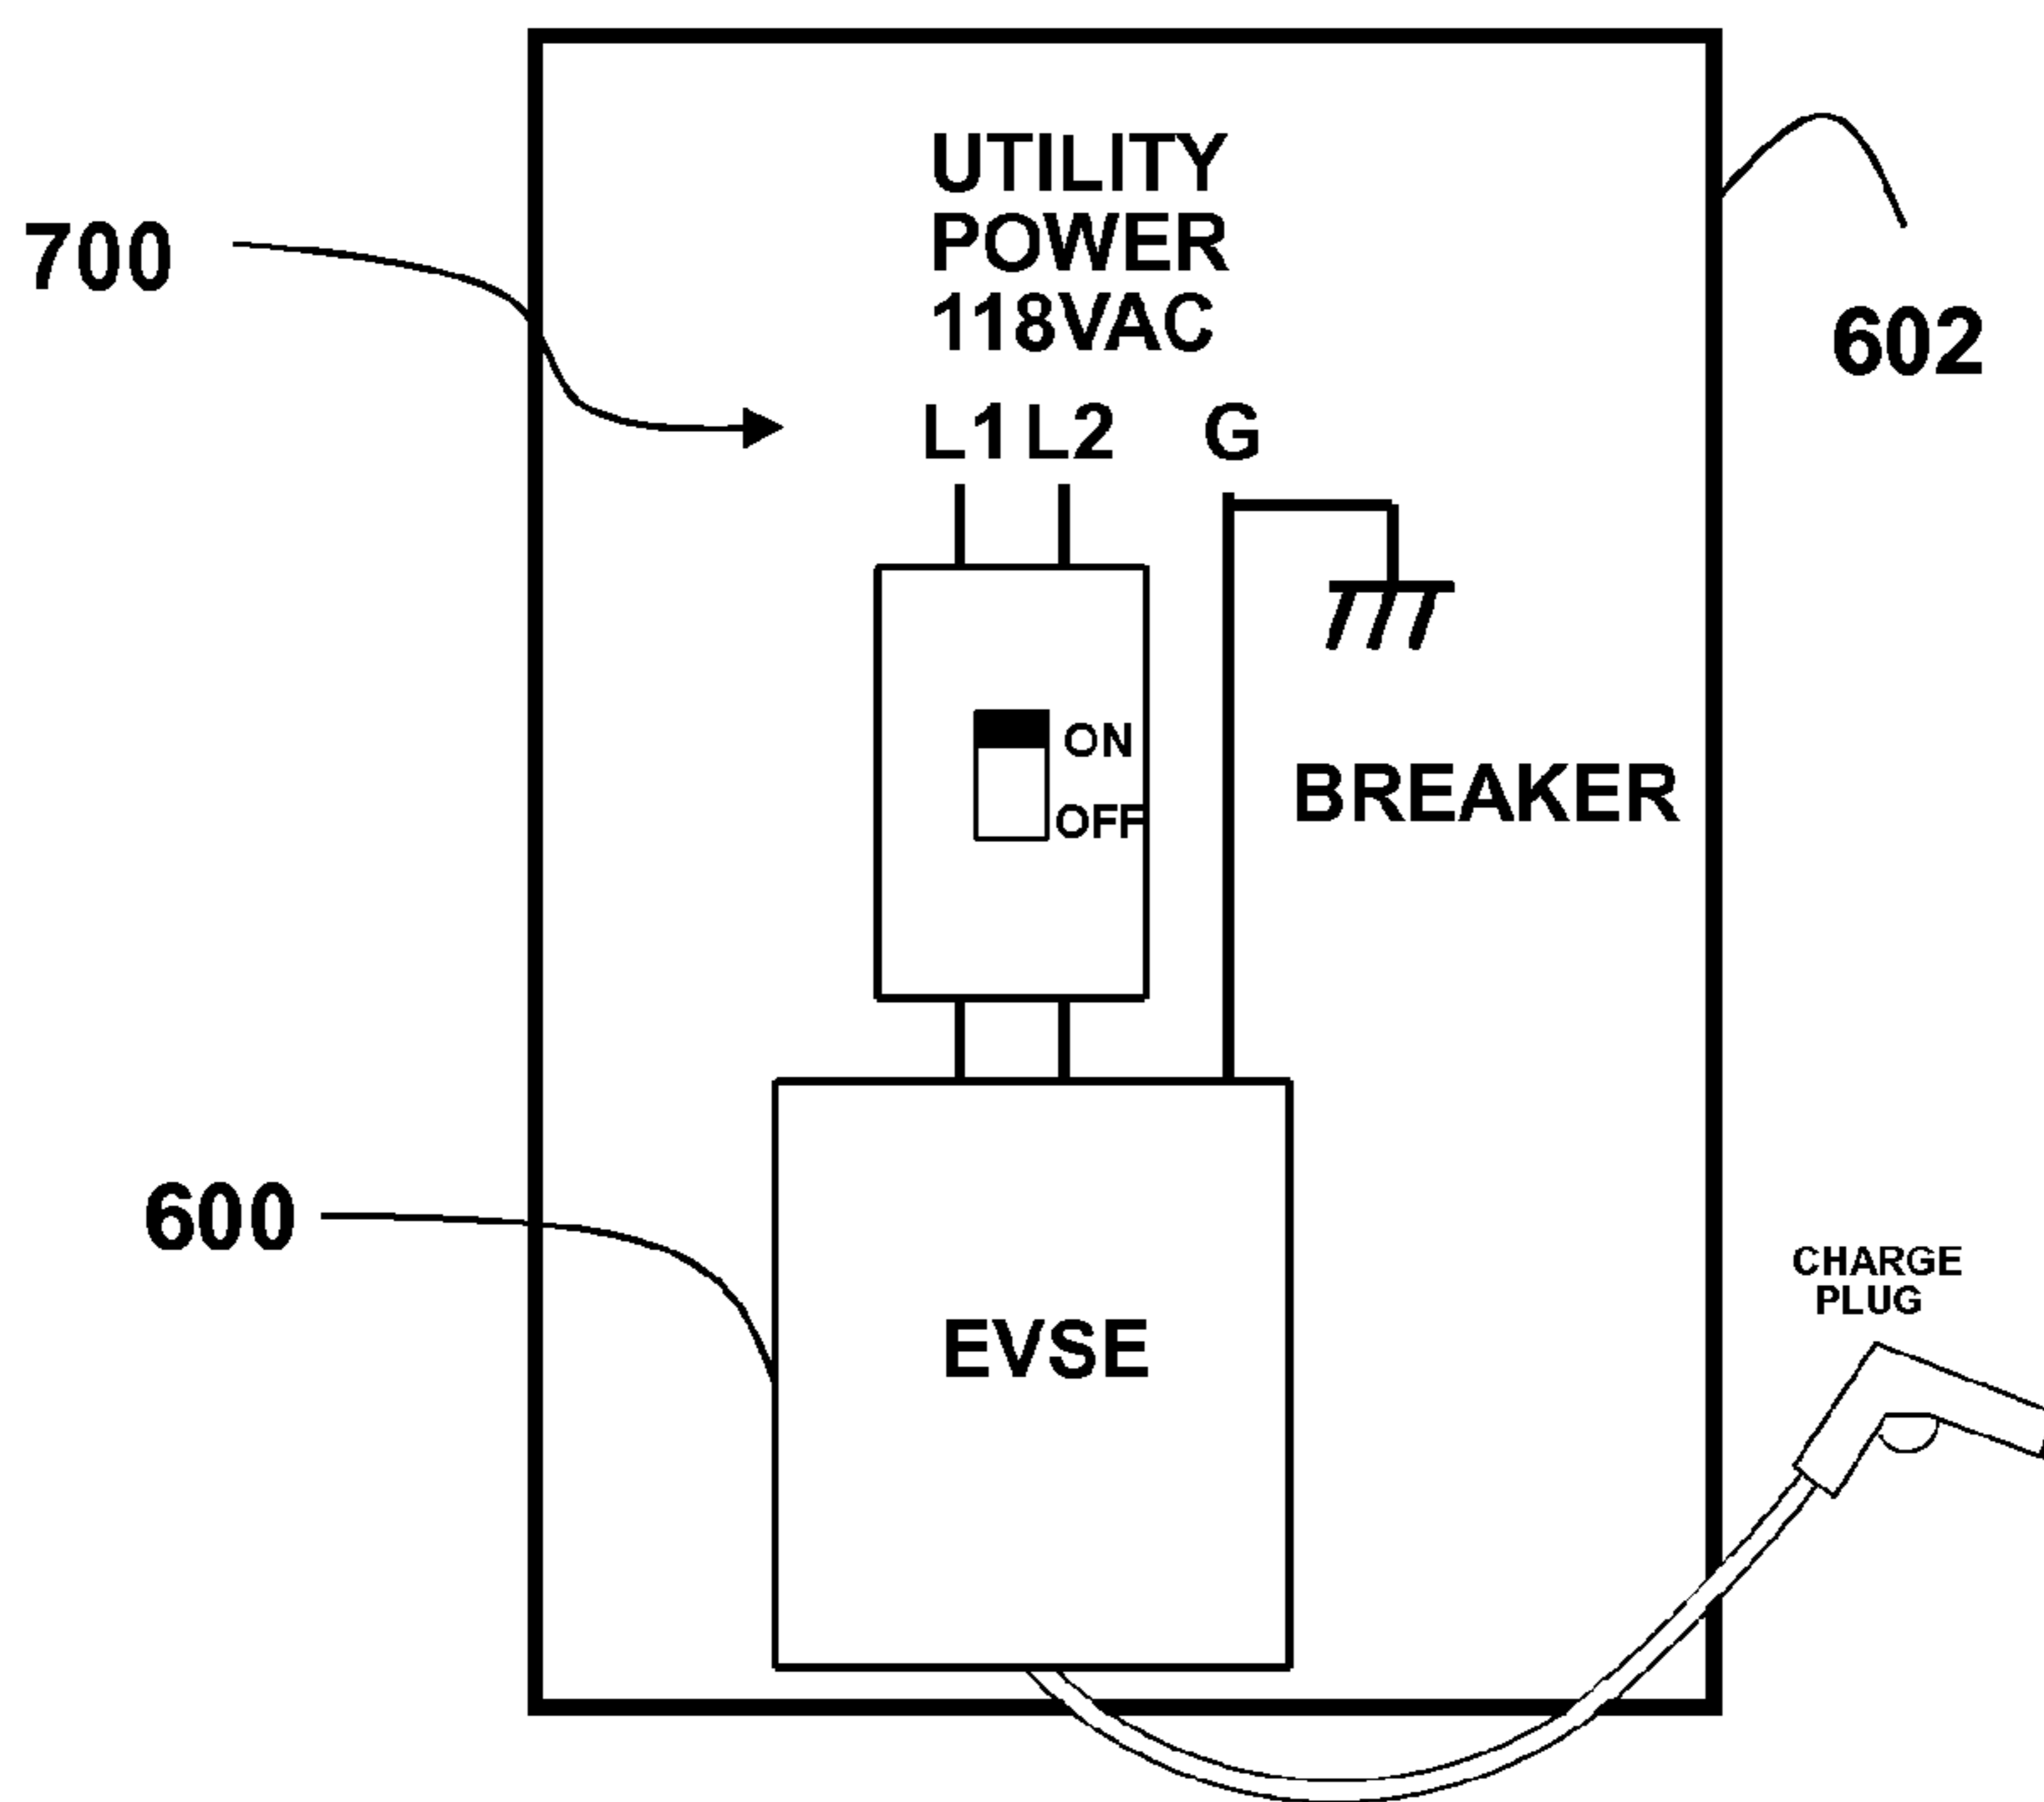 UTILITY
POWER
118VAC
700
602
L1 L2 G
ON
BREAKER
OFF
600
CHARGE
PLUG
EVSE